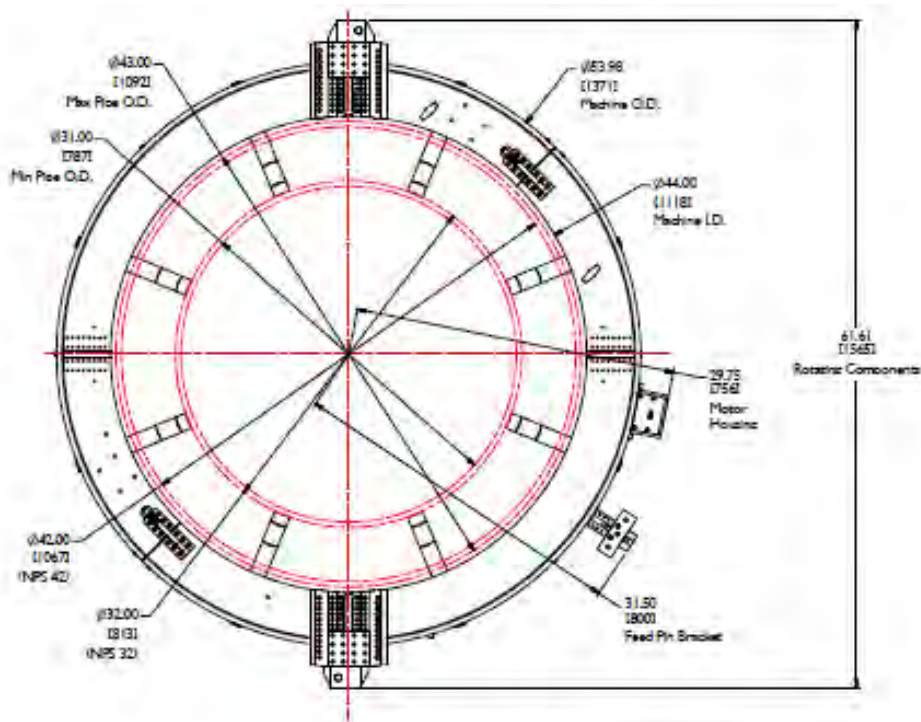 Ø43.00
[1092]
Max Pipe O.D.
Ø31.00
[787]
Min Pipe O.D.
Ø53.98
[1371]
Machine O.D.
Ø44.00
[1118]
Machine I.D.
61.61
[1565]
Rotating Components
29.75
[756]
Motor
Housing
Ø42.00
[1067]
(NPS 42)
Ø32.00
[813]
(NPS 32)
31.50
[800]
Feed Pin Bracket